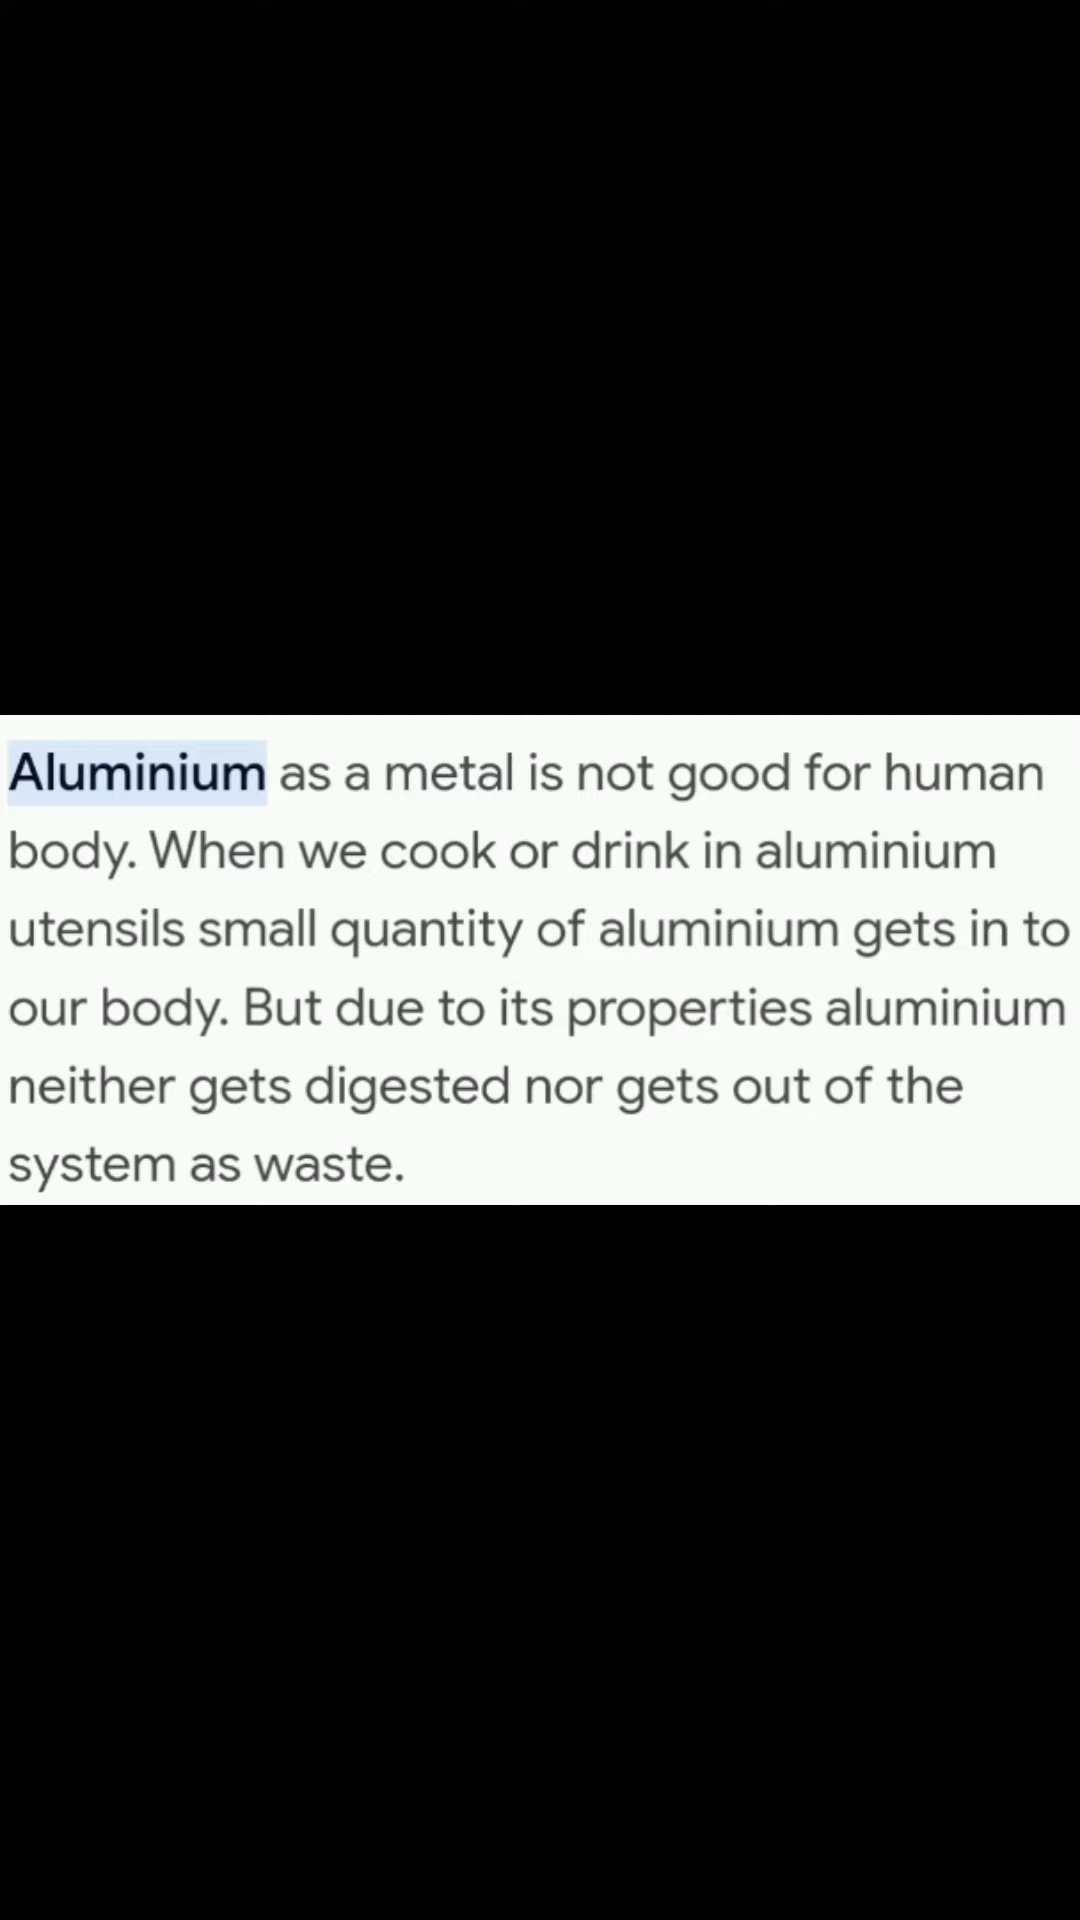 Aluminium as a metal is not good for human
body. When we cook or drink in aluminium
utensils small quantity of aluminium gets in to
our body. But due to its properties aluminium
neither gets digested nor gets out of the
system as waste.